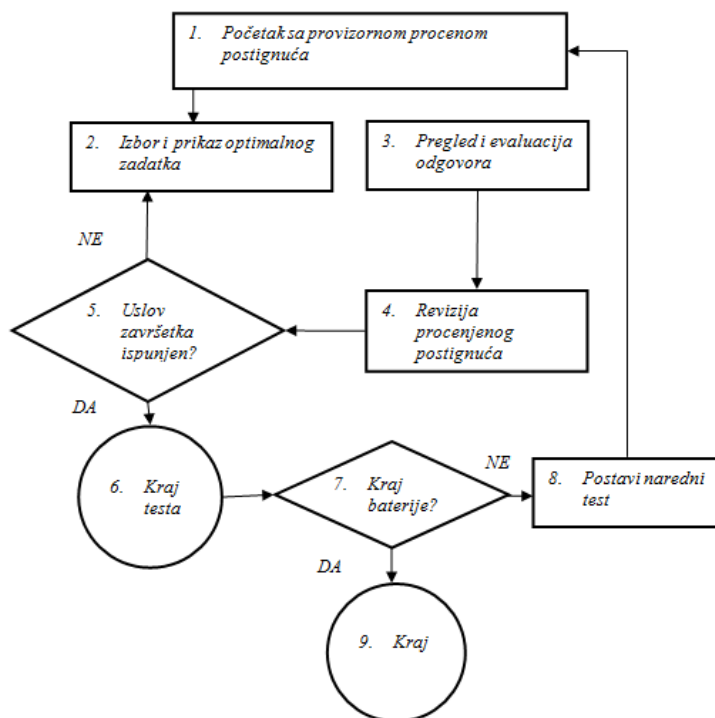 1. Početak sa provizornom procenom
postignuća
2. Izbor i prikaz optimalnog
zadatka
3. Pregled i evaluacija
odgovora
NE
5. Uslov
završetka
ispunjen?
4. Revizija
procenjenog
postignuća
DA
6. Kraj
testa
7. Kraj
baterije?
NE
8. Postavi naredni
test
DA
9. Kraj